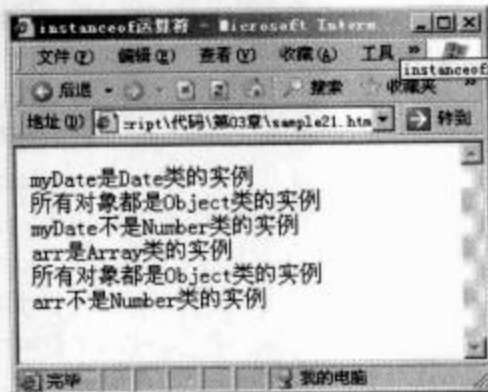 instanceof运算符 - Microsoft Intern
文件(F) 编辑(E) 查看(V) 收藏(A) 工具 »
instanceof
后退 搜索 收藏夹 »
地址(D) cript\代码\第03章\sample21.htm 转到
myDate是Date类的实例
所有对象都是Object类的实例
myDate不是Number类的实例
arr是Array类的实例
所有对象都是Object类的实例
arr不是Number类的实例
完毕 我的电脑